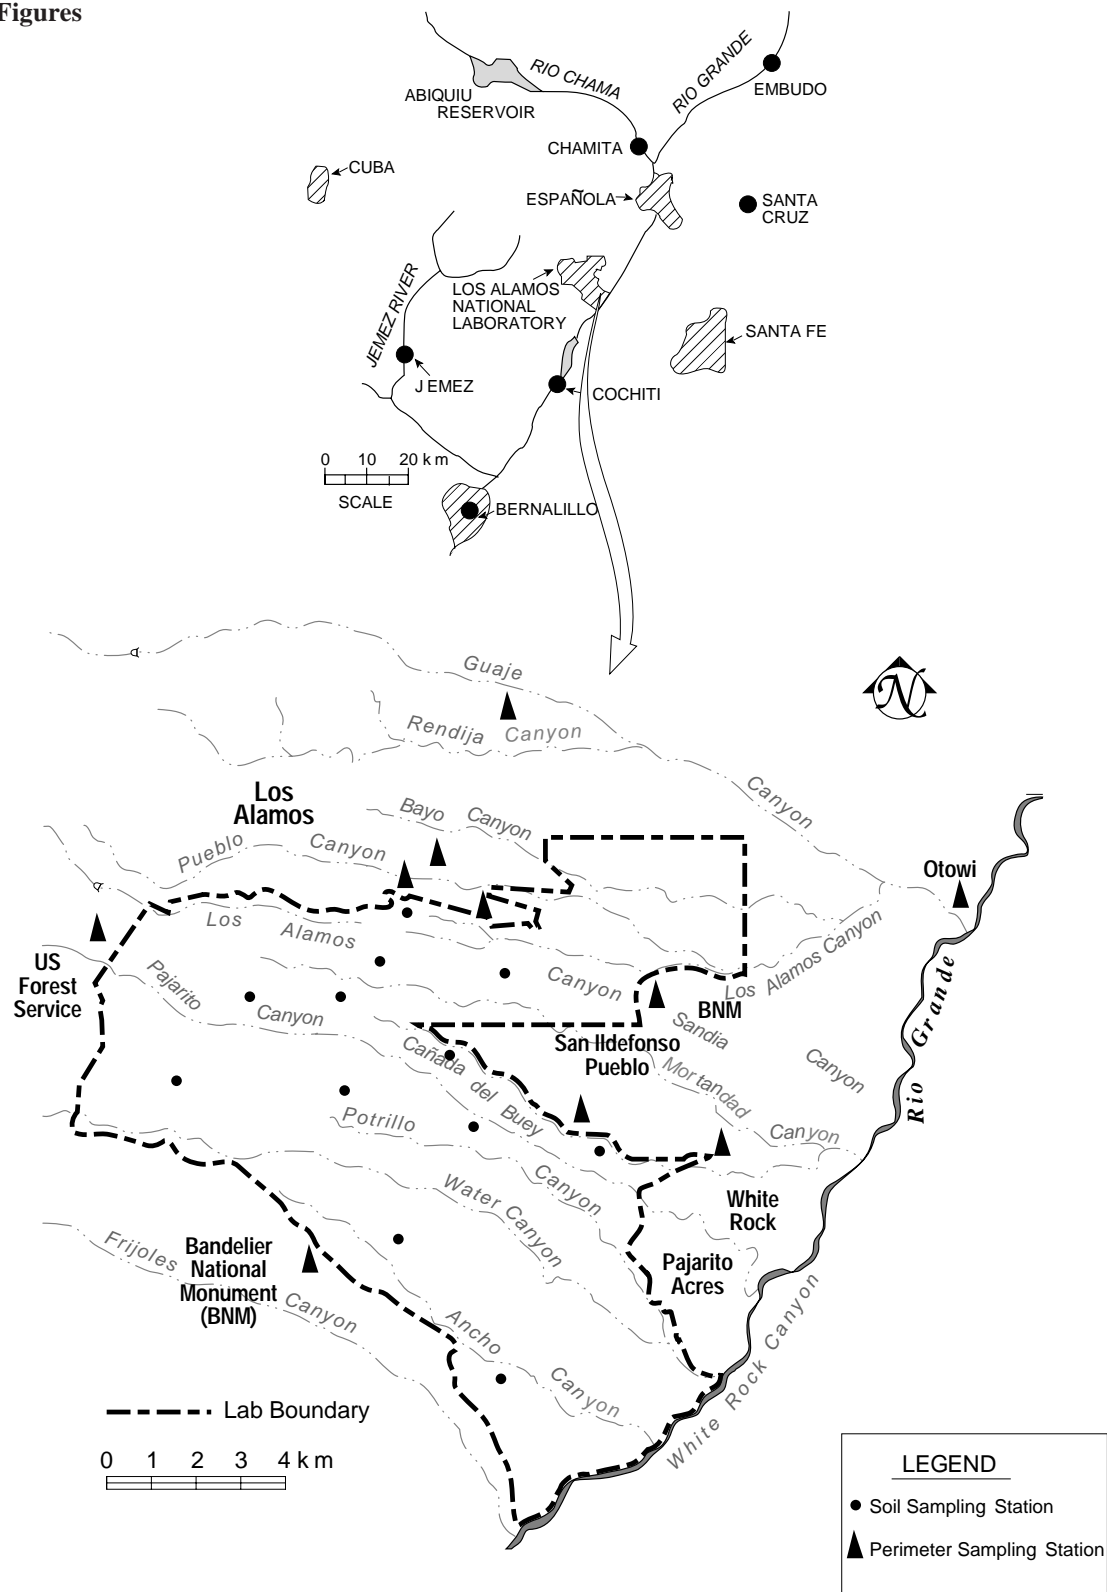 Figures
RIO CHAMA
RIO GRANDE
EMBUDO
ABIQUIU
RESERVOIR
CHAMITA
CUBA
ESPAÑOLA
SANTA
CRUZ
JEMEZ RIVER
LOS ALAMOS
NATIONAL
LABORATORY
SANTA FE
J EMEZ
COCHITI
0 10 20 k m
SCALE
BERNALILLO
Guaje
N
Rendija Canyon
Canyon
Los
Alamos
Bayo Canyon
Pueblo Canyon
Otowi
Los Alamos
Canyon
Los Alamos Canyon
US
Forest
Service
Pajarito
Canyon
BNM
Sandia
Canyon
San Ildefonso
Pueblo
Rio Grande
Cañada del Buey
Mortandad
Canyon
Potrillo
Canyon
Water Canyon
White
Rock
Pajarito
Acres
Frijoles
Canyon
Bandelier
National
Monument
(BNM)
Ancho
Canyon
White Rock Canyon
Lab Boundary
0 1 2 3 4 k m
LEGEND
Soil Sampling Station
Perimeter Sampling Station